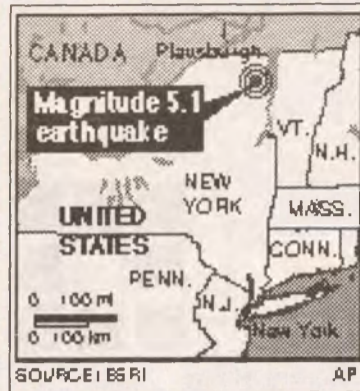 CANADA
Plausburgh
Magnitude 5.1
earthquake
VT.
N.H.
NEW
YORK
MASS.
UNITED
STATES
CONN.
PENN.
N.J.
0 100 mi
0 100 km
New York
SOURCE: ESRI
AP